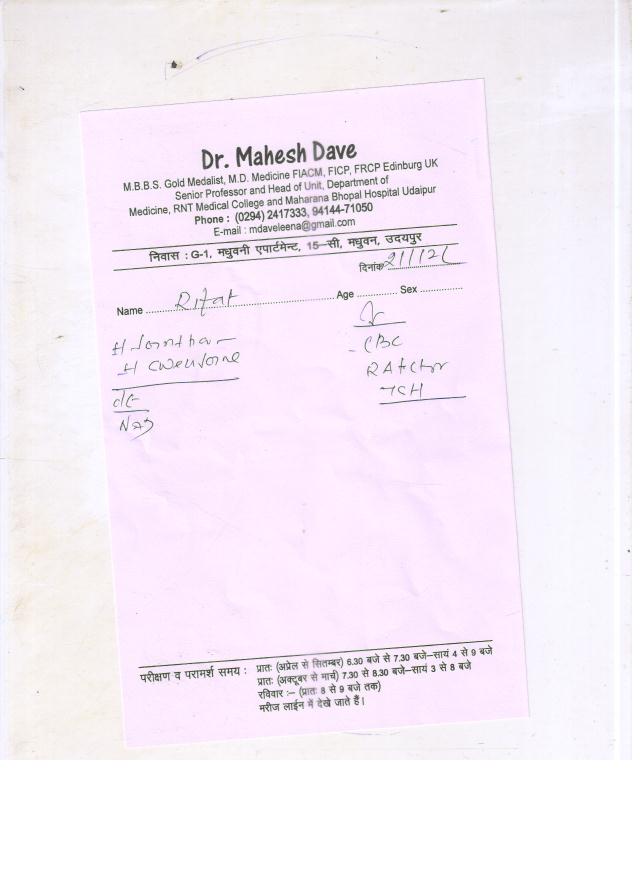 Dr. Mahesh Dave
M.B.B.S. Gold Medalist, M.D. Medicine FIACM, FICP, FRCP Edinburg UK
Senior Professor and Head of Unit, Department of
Medicine, RNT Medical College and Maharana Bhopal Hospital Udaipur
Phone : (0294) 2417333, 94144-71050
E-mail : mdaveleena@gmail.com
निवास : G-1, मधुवनी एपार्टमेन्ट, 15–सी, मधुवन, उदयपुर
दिनांक
Name Rifat Age Sex
CBC
परीक्षण व परामर्श समय : प्रातः (अप्रेल से सितम्बर) 6.30 बजे से 7.30 बजे–सायं 4 से 9 बजे
प्रातः (अक्टूबर से मार्च) 7.30 से 8.30 बजे–सायं 3 से 8 बजे
रविवार :– (प्रातः 8 से 9 बजे तक)
मरीज लाईन में देखे जाते हैं।